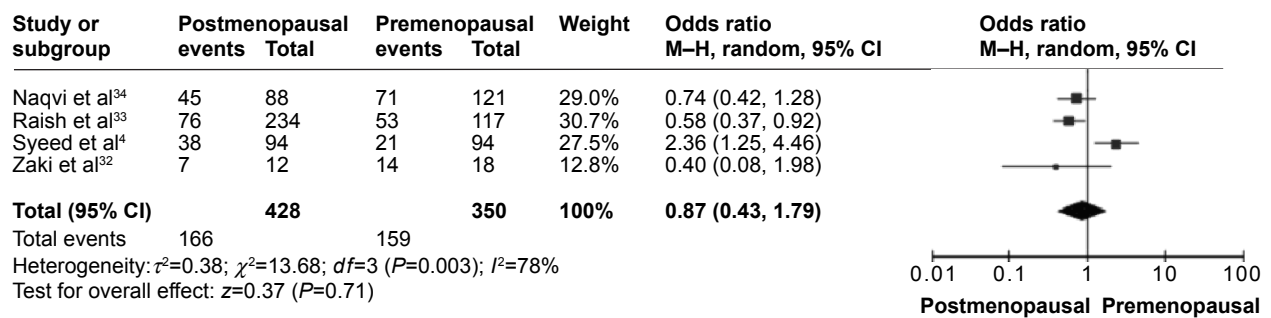 Study or subgroup Postmenopausal events Total Premenopausal events Total Weight Odds ratio M–H, random, 95% CI Odds ratio M–H, random, 95% CI
Naqvi et al³⁴ 45 88 71 121 29.0% 0.74 (0.42, 1.28)
Raish et al³³ 76 234 53 117 30.7% 0.58 (0.37, 0.92)
Syeed et al⁴ 38 94 21 94 27.5% 2.36 (1.25, 4.46)
Zaki et al³² 7 12 14 18 12.8% 0.40 (0.08, 1.98)
Total (95% CI) 428 350 100% 0.87 (0.43, 1.79)
Total events 166 159
Heterogeneity: τ²=0.38; χ²=13.68; df=3 (P=0.003); I²=78%
Test for overall effect: z=0.37 (P=0.71)
0.01 0.1 1 10 100
Postmenopausal Premenopausal